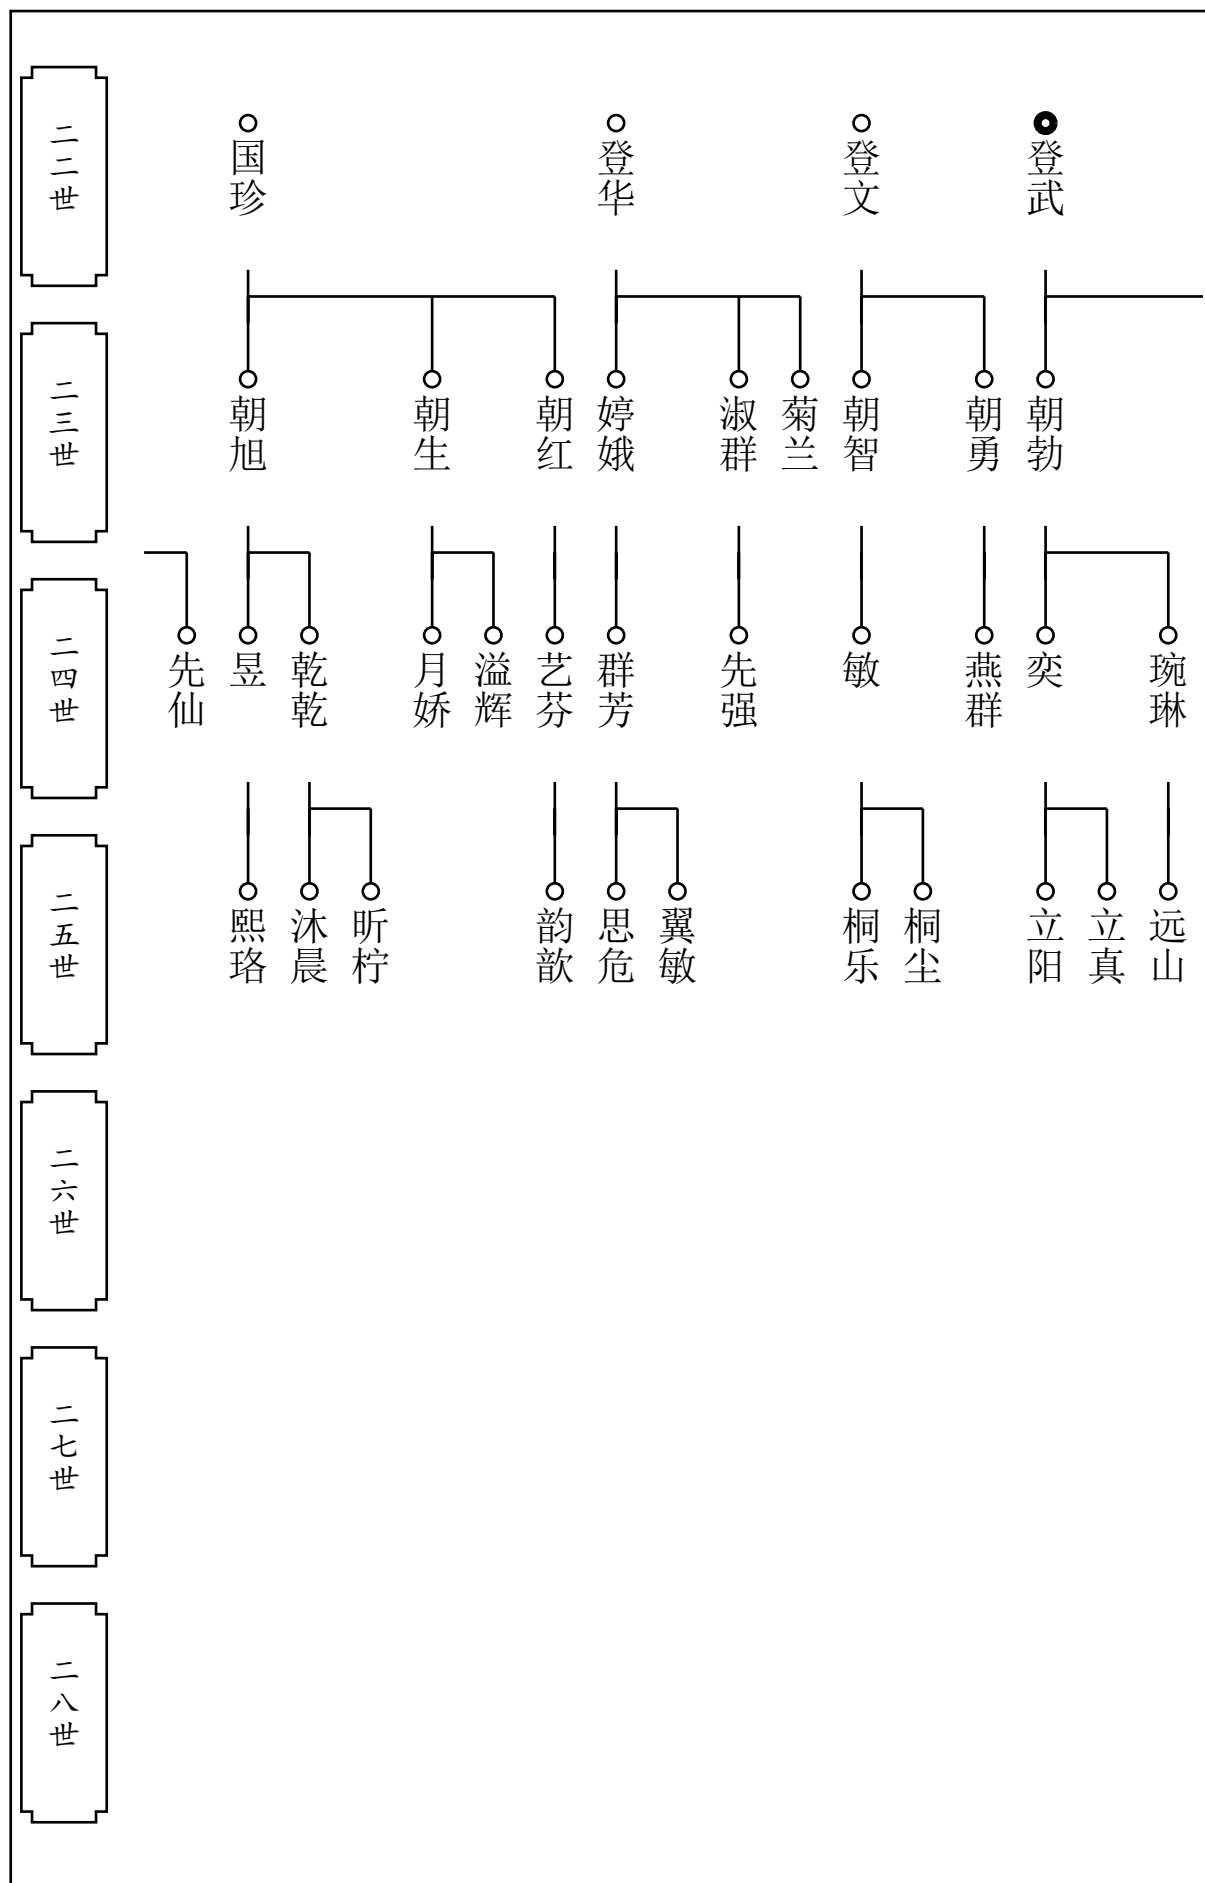 二二世
国珍
登华
登文
登武
二三世
朝旭
朝生
朝红
婷娥
淑群
菊兰
朝智
朝勇
朝勃
二四世
先仙
昱
乾乾
月娇
溢辉
艺芬
群芳
先强
敏
燕群
奕
琬琳
二五世
熙珞
沐晨
昕柠
韵歆
思危
翼敏
桐乐
桐尘
立阳
立真
远山
二六世
二七世
二八世